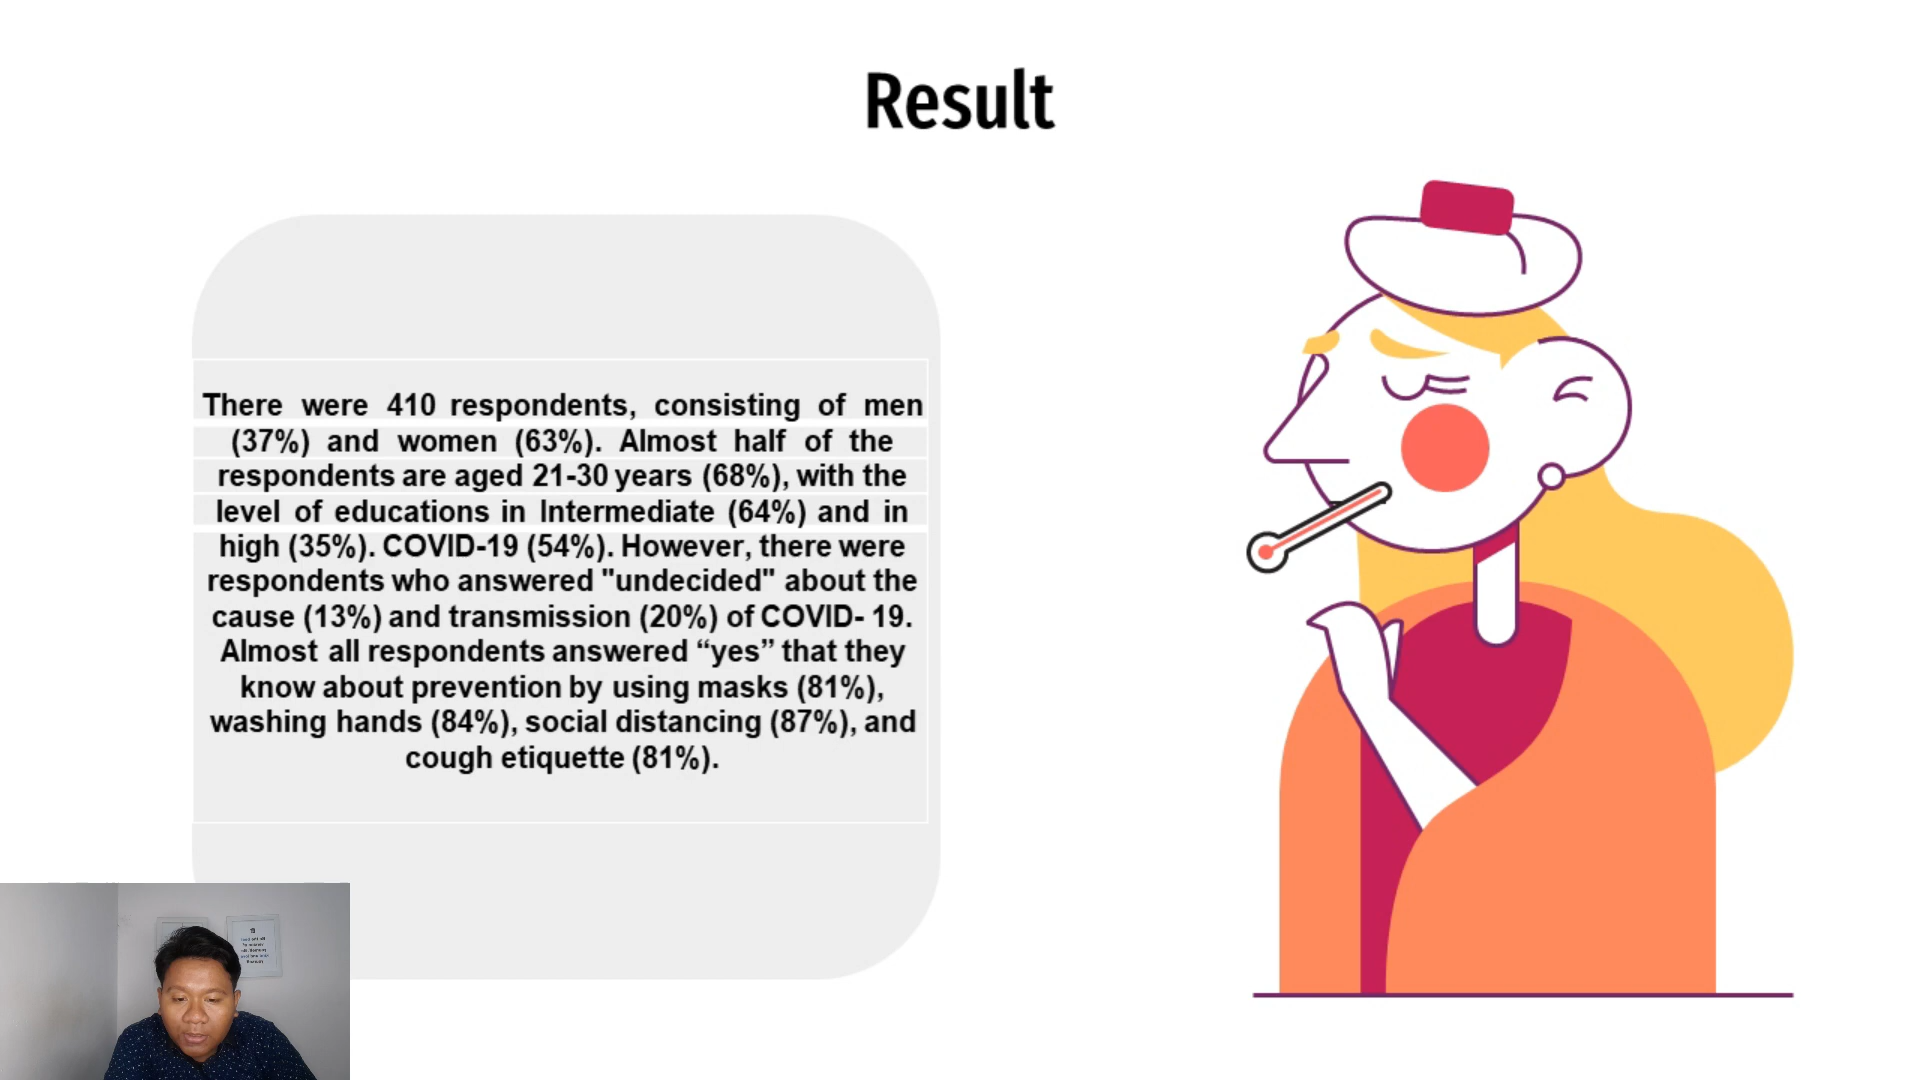 Result
There were 410 respondents, consisting of men
(37%) and women (63%). Almost half of the
respondents are aged 21-30 years (68%), with the
level of educations in Intermediate (64%) and in
high (35%). COVID-19 (54%). However, there were
respondents who answered "undecided" about the
cause (13%) and transmission (20%) of COVID- 19.
Almost all respondents answered “yes” that they
know about prevention by using masks (81%),
washing hands (84%), social distancing (87%), and
cough etiquette (81%).